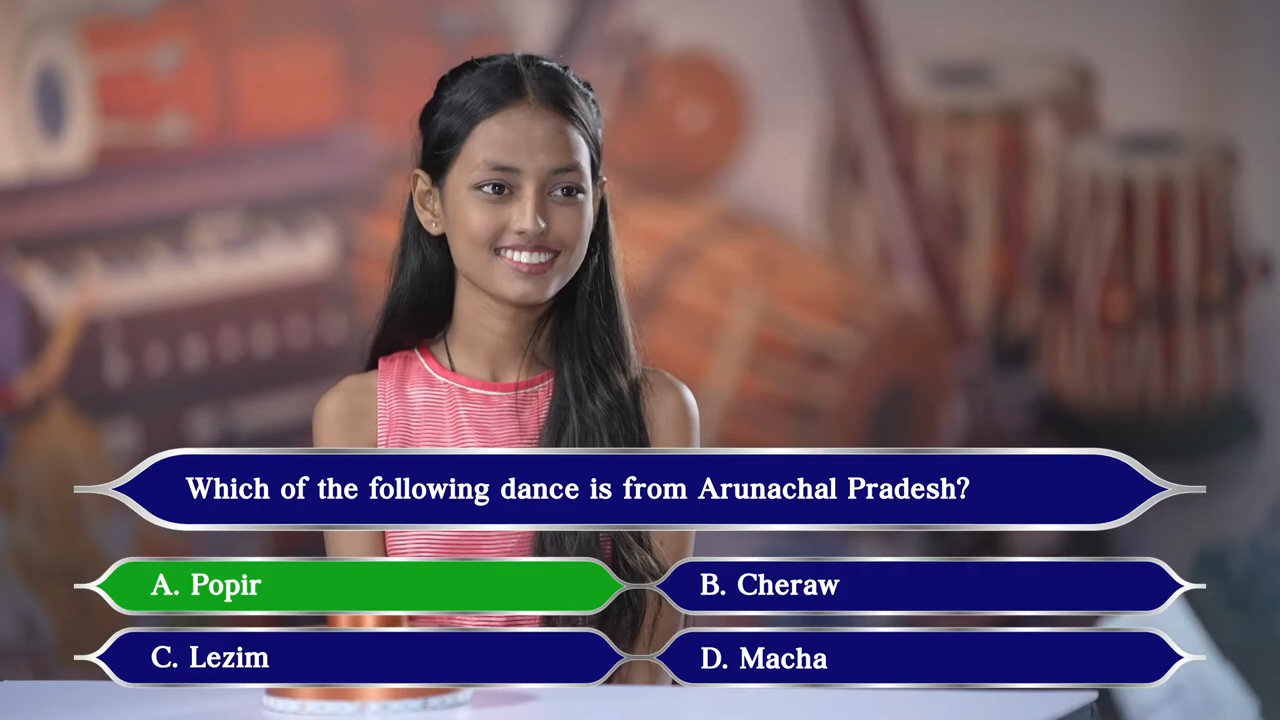 Which of the following dance is from Arunachal Pradesh?
A. Popir
B. Cheraw
C. Lezim
D. Macha